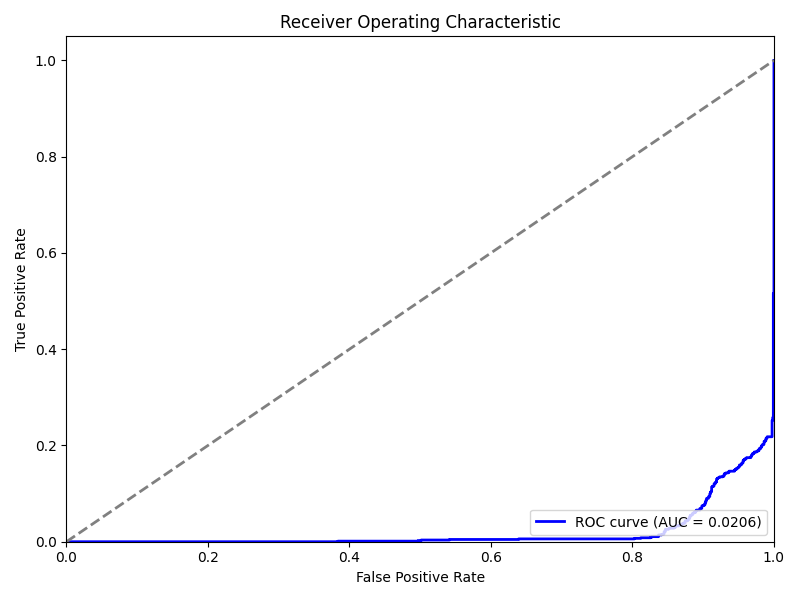 Receiver Operating Characteristic
1.0
0.8
0.6
0.4
0.2
0.0
True Positive Rate
ROC curve (AUC = 0.0206)
0.0 0.2 0.4 0.6 0.8 1.0
False Positive Rate